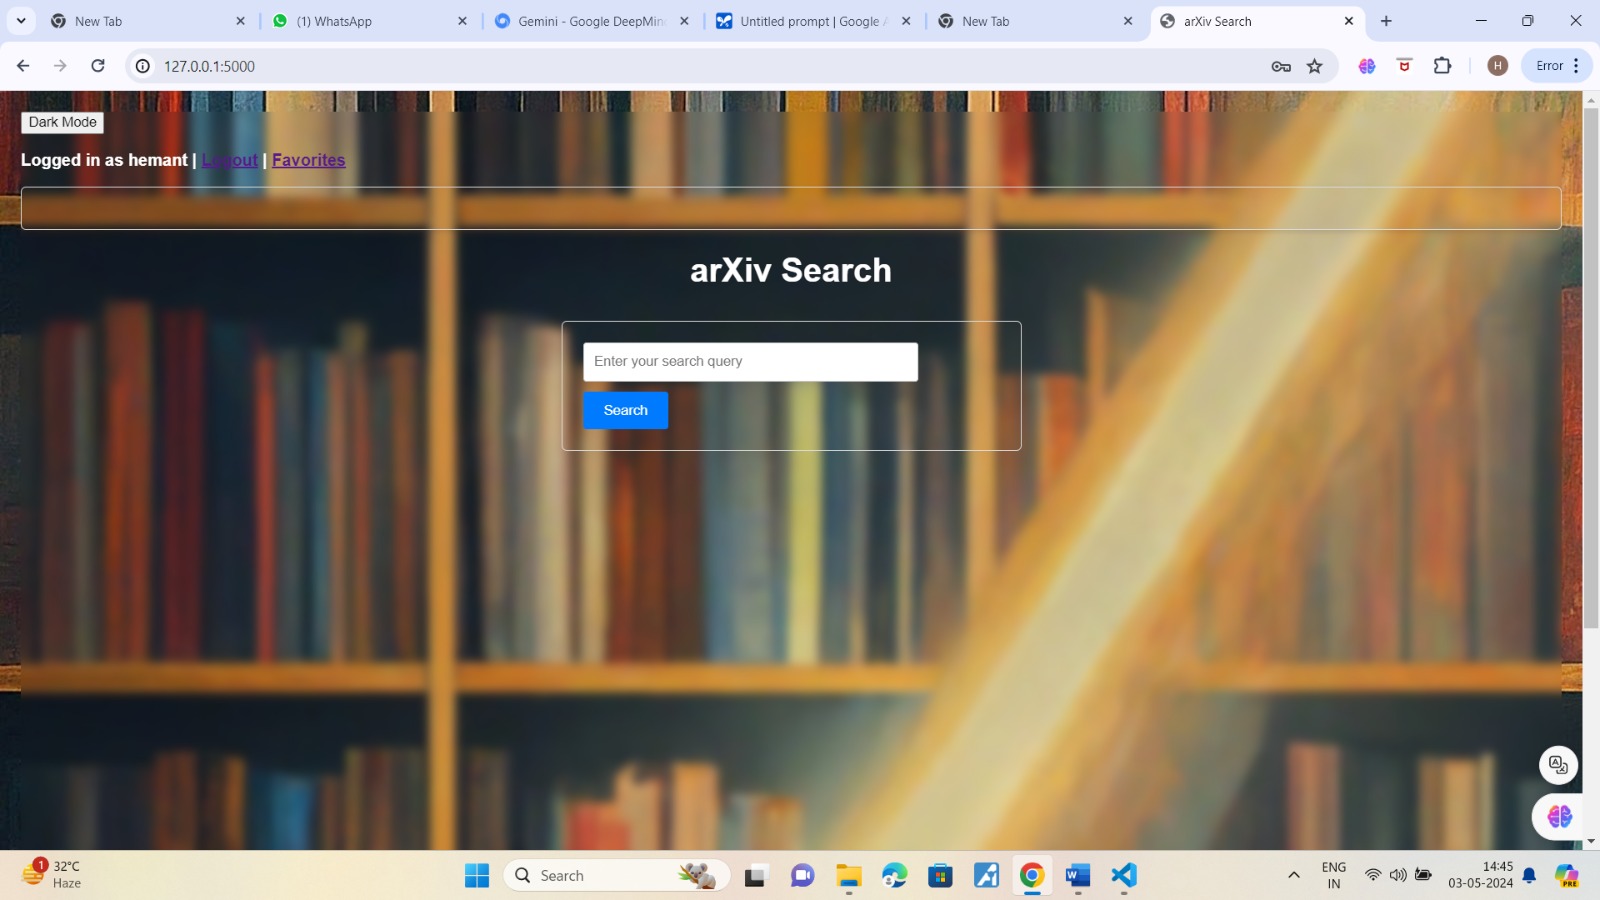 New Tab
(1) WhatsApp
Gemini - Google DeepMin
Untitled prompt | Google
New Tab
arXiv Search
127.0.0.1:5000
H
Error
Dark Mode
Logged in as hemant | Logout | Favorites
arXiv Search
Enter your search query
Search
1
32°C
Haze
Search
ENG
IN
14:45
03-05-2024
PRE